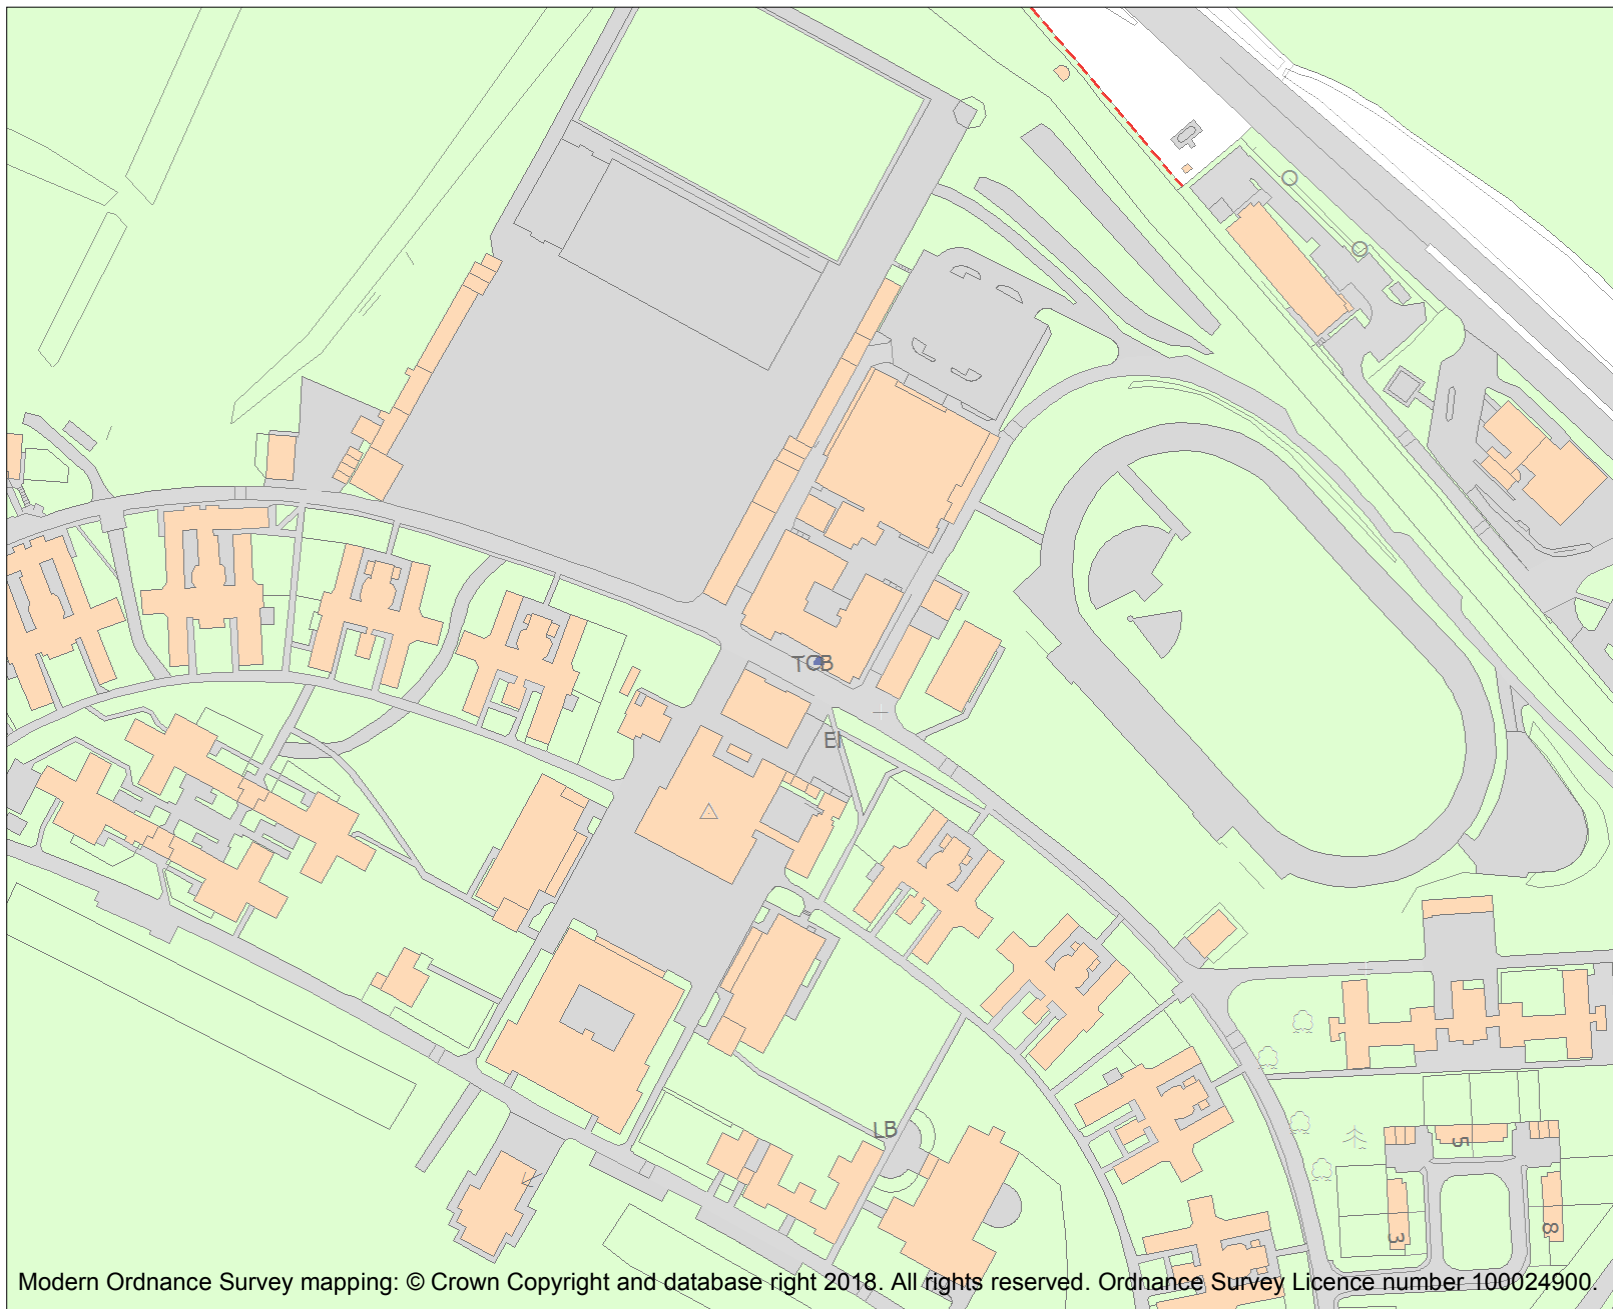 TCB
El
LB
5
3
8
Modern Ordnance Survey mapping: © Crown Copyright and database right 2018. All rights reserved. Ordnance Survey Licence number 100024900.